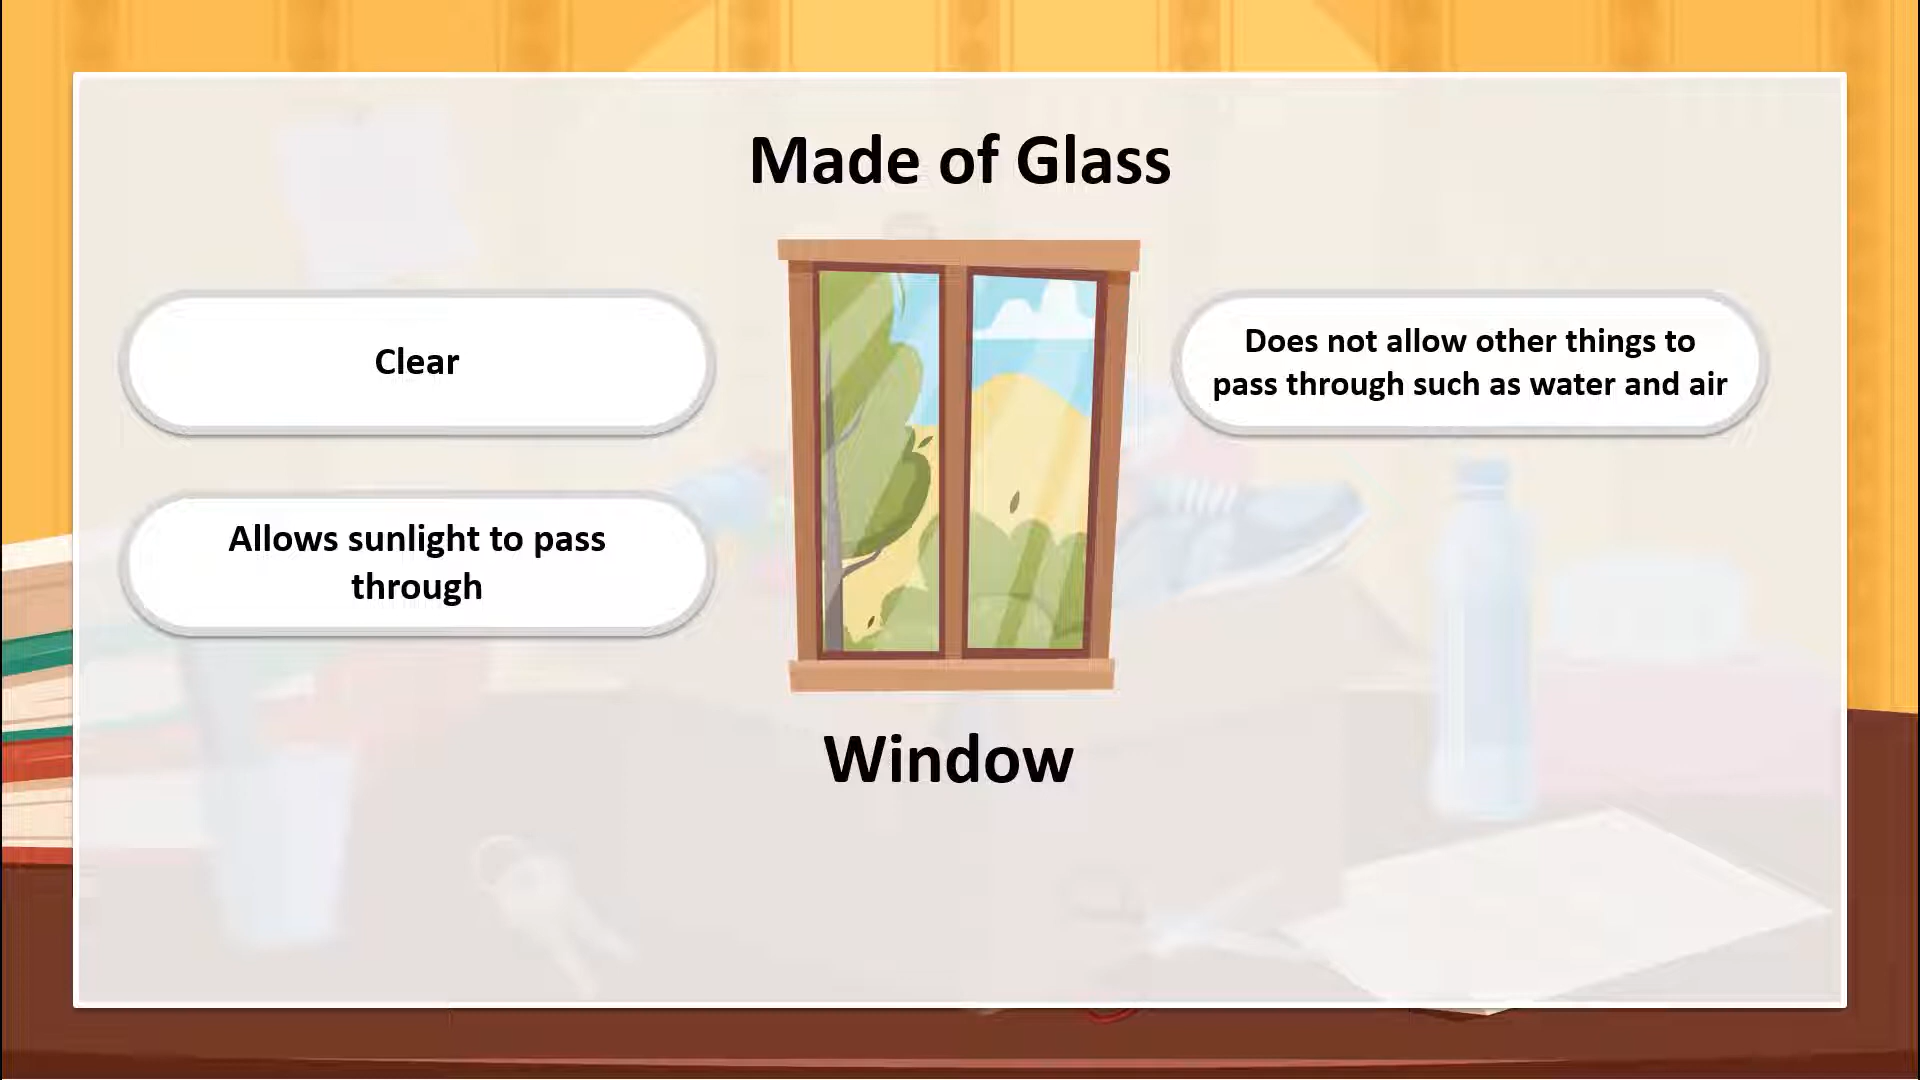 Made of Glass
Clear
Does not allow other things to
pass through such as water and air
Allows sunlight to pass
through
Window